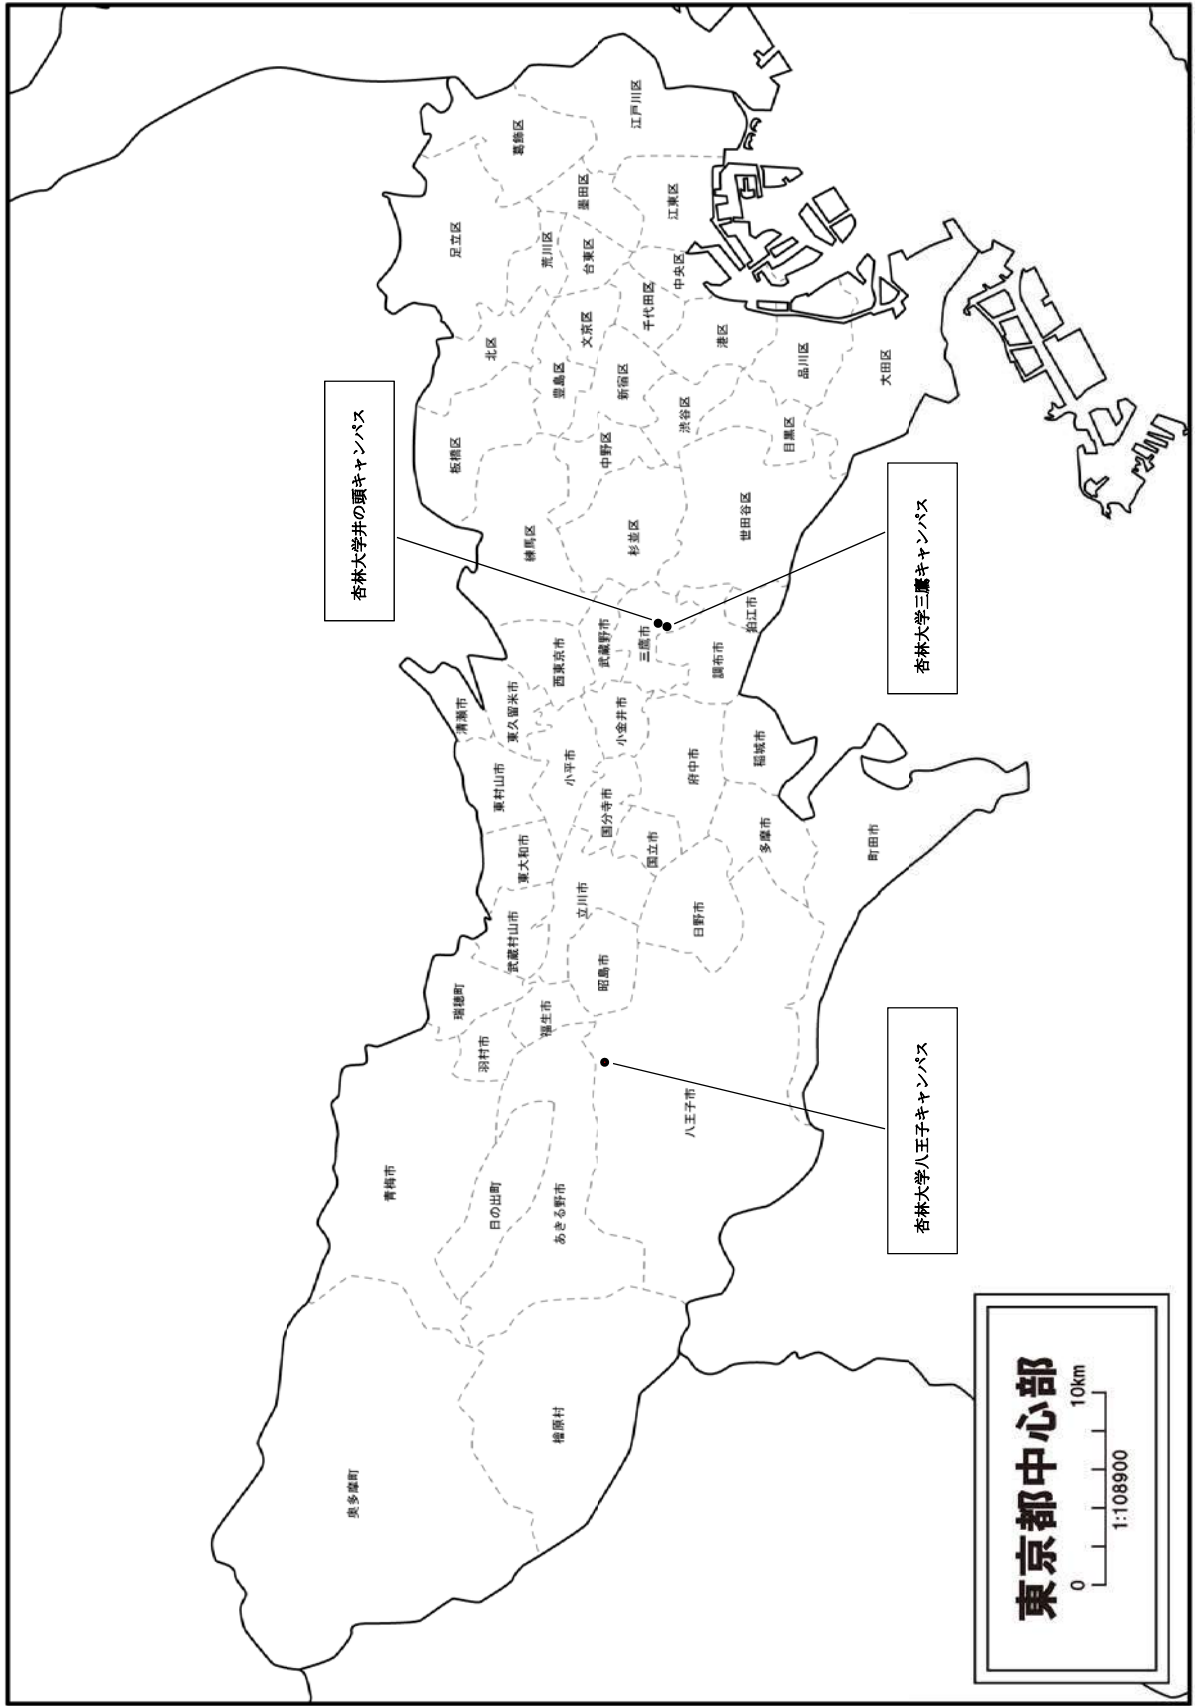 杏林大学井の頭キャンパス
杏林大学三鷹キャンパス
杏林大学八王子キャンパス
奥多摩町
檜原村
青梅市
日の出町
あきる野市
八王子市
羽村市
瑞穂町
福生市
武蔵村山市
昭島市
立川市
日野市
東大和市
国立市
多摩市
町田市
東村山市
小平市
国分寺市
府中市
稲城市
清瀬市
東久留米市
小金井市
西東京市
武蔵野市
三鷹市
調布市
狛江市
練馬区
杉並区
世田谷区
板橋区
中野区
渋谷区
目黒区
北区
豊島区
新宿区
品川区
大田区
文京区
千代田区
港区
足立区
荒川区
台東区
中央区
墨田区
江東区
葛飾区
江戸川区
東京都中心部
0 10km
1:108900